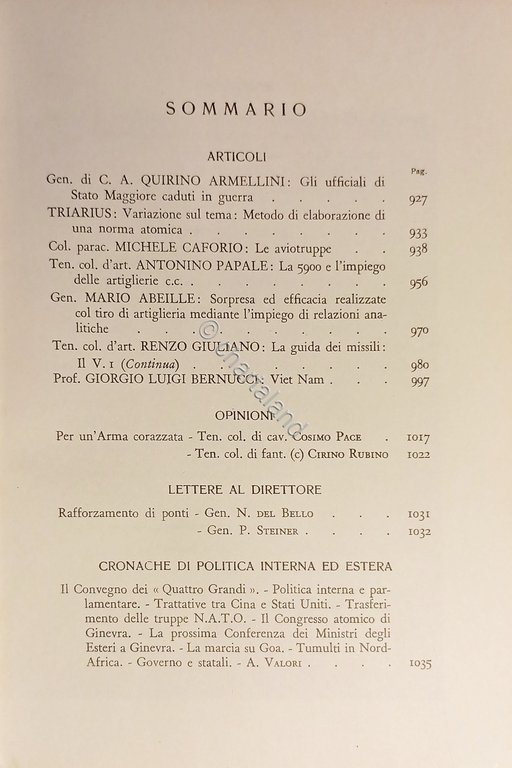 SOMMARIO
ARTICOLI
Pag.
Gen. di C. A. QUIRINO ARMELLINI: Gli ufficiali di
Stato Maggiore caduti in guerra . . . . . 927
TRIARIUS: Variazione sul tema: Metodo di elaborazione di
una norma atomica . . . . . . . . 933
Col. parac. MICHELE CAFORIO: Le aviotruppe . . 938
Ten. col. d'art. ANTONINO PAPALE: La 5900 e l'impiego
delle artiglierie c.c. . . . . . . . . 956
Gen. MARIO ABEILLE: Sorpresa ed efficacia realizzate
col tiro di artiglieria mediante l'impiego di relazioni ana-
litiche . . . . . . . . . . . 970
Ten. col. d'art. RENZO GIULIANO: La guida dei missili:
Il V. 1 (Continua) . . . . . . . . 980
Prof. GIORGIO LUIGI BERNUCCI: Viet Nam . . . 997
OPINIONI
Per un'Arma corazzata - Ten. col. di cav. COSIMO PACE . 1017
- Ten. col. di fant. (c) CIRINO RUBINO 1022
LETTERE AL DIRETTORE
Rafforzamento di ponti - Gen. N. DEL BELLO . . . 1031
- Gen. P. STEINER . . . . 1032
CRONACHE DI POLITICA INTERNA ED ESTERA
Il Convegno dei « Quattro Grandi ». - Politica interna e par-
lamentare. - Trattative tra Cina e Stati Uniti. - Trasferi-
mento delle truppe N.A.T.O. - Il Congresso atomico di
Ginevra. - La prossima Conferenza dei Ministri degli
Esteri a Ginevra. - La marcia su Goa. - Tumulti in Nord-
Africa. - Governo e statali. - A. VALORI . . . . 1035
© chartaland